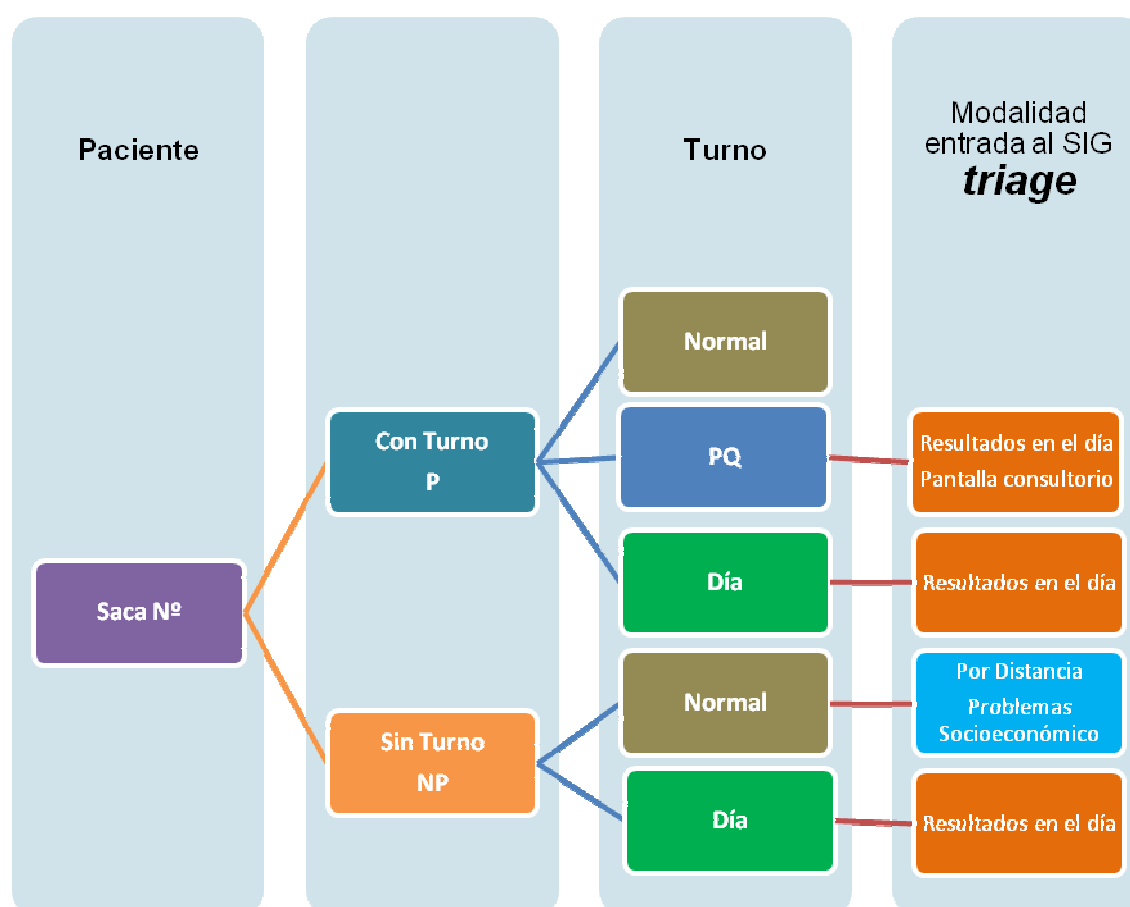 Paciente
Turno
Modalidad
entrada al SIG
triage
Normal
Con Turno
P
PQ
Resultados en el día
Pantalla consultorio
Día
Resultados en el día
Saca Nº
Sin Turno
NP
Normal
Por Distancia
Problemas
Socioeconómico
Día
Resultados en el día